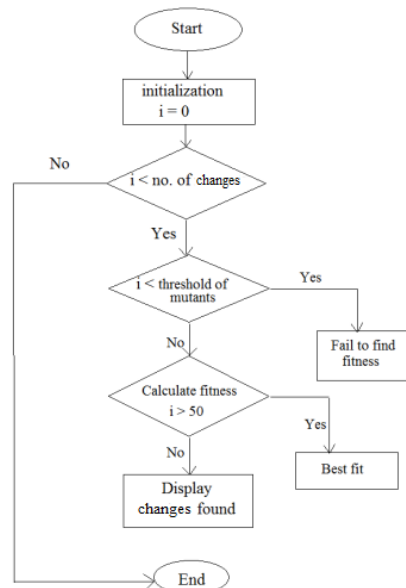 Start
initialization
i = 0
No
i < no. of changes
Yes
i < threshold of
mutants
Yes
No
Fail to find
fitness
Calculate fitness
i > 50
Yes
No
Best fit
Display
changes found
End